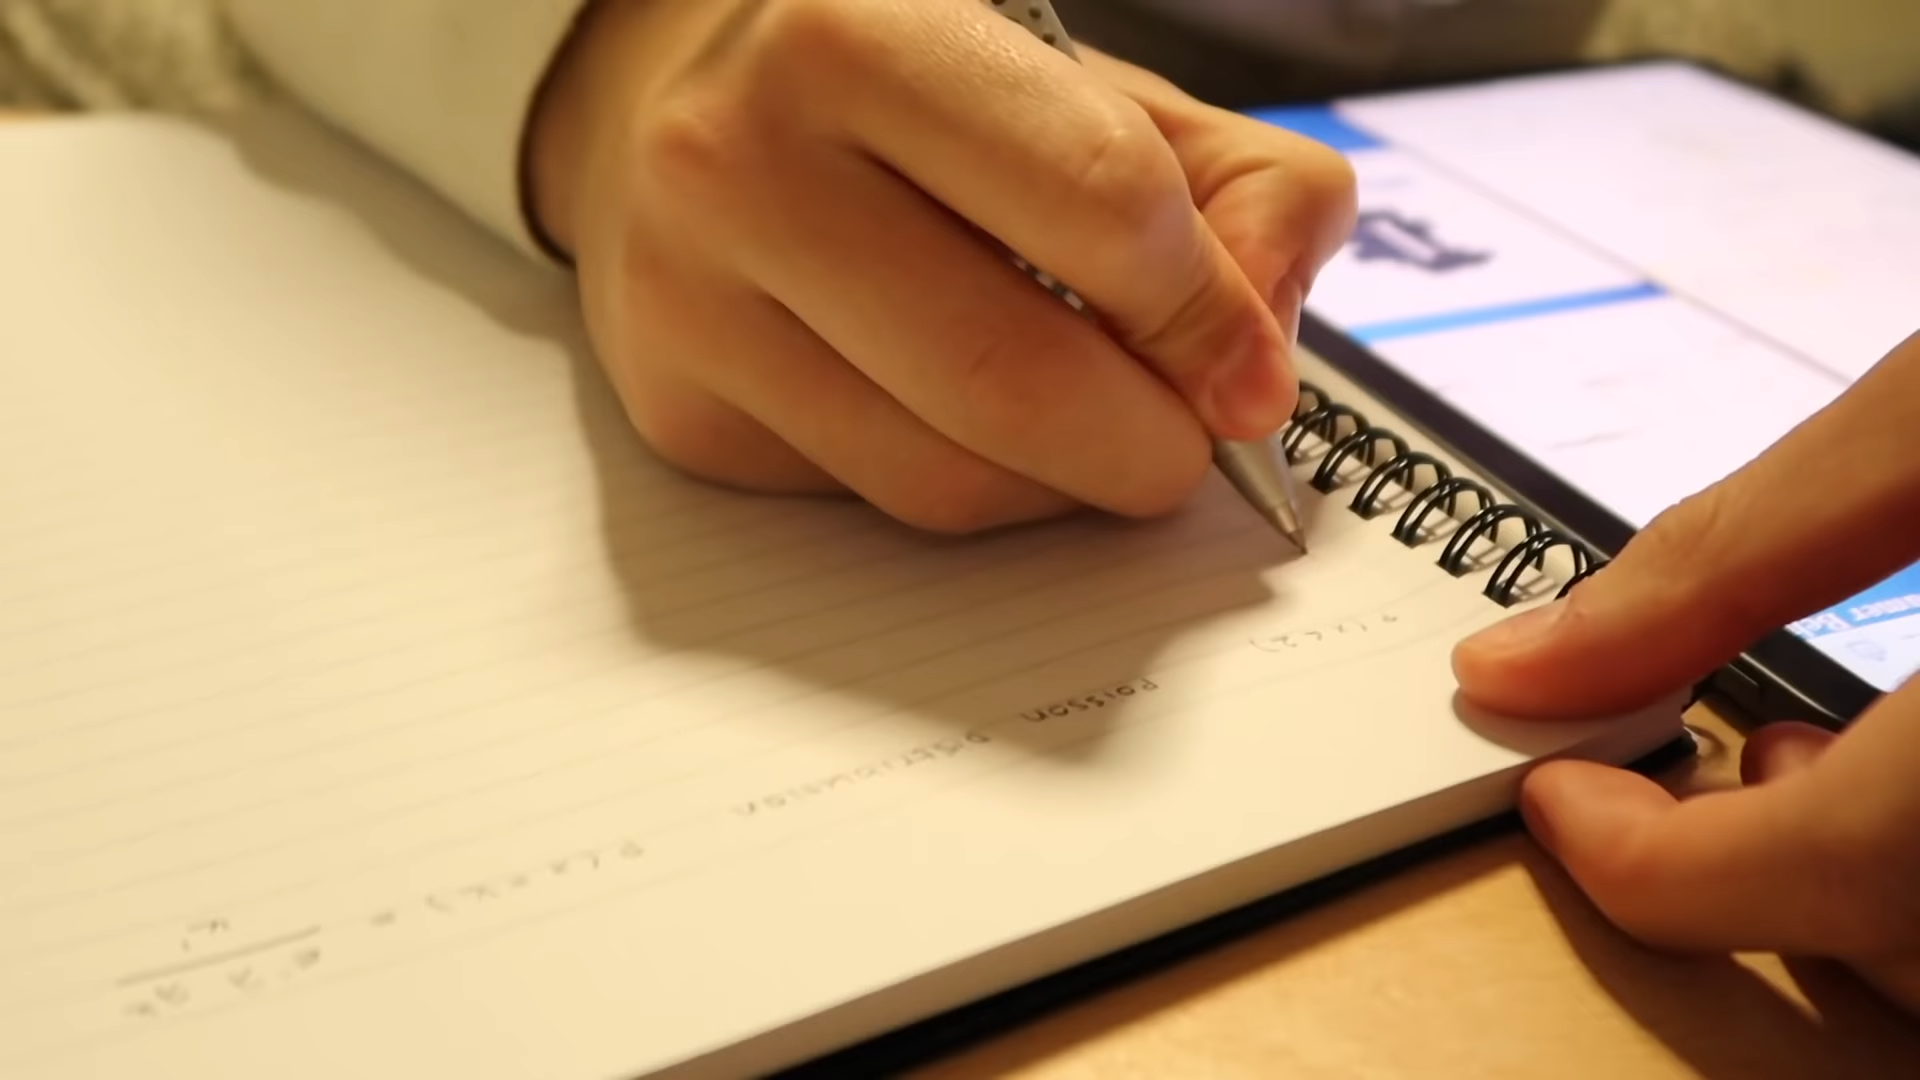 Poisson Distribution P(X=K) = e^-λ λ^k / K!
P(X<2)